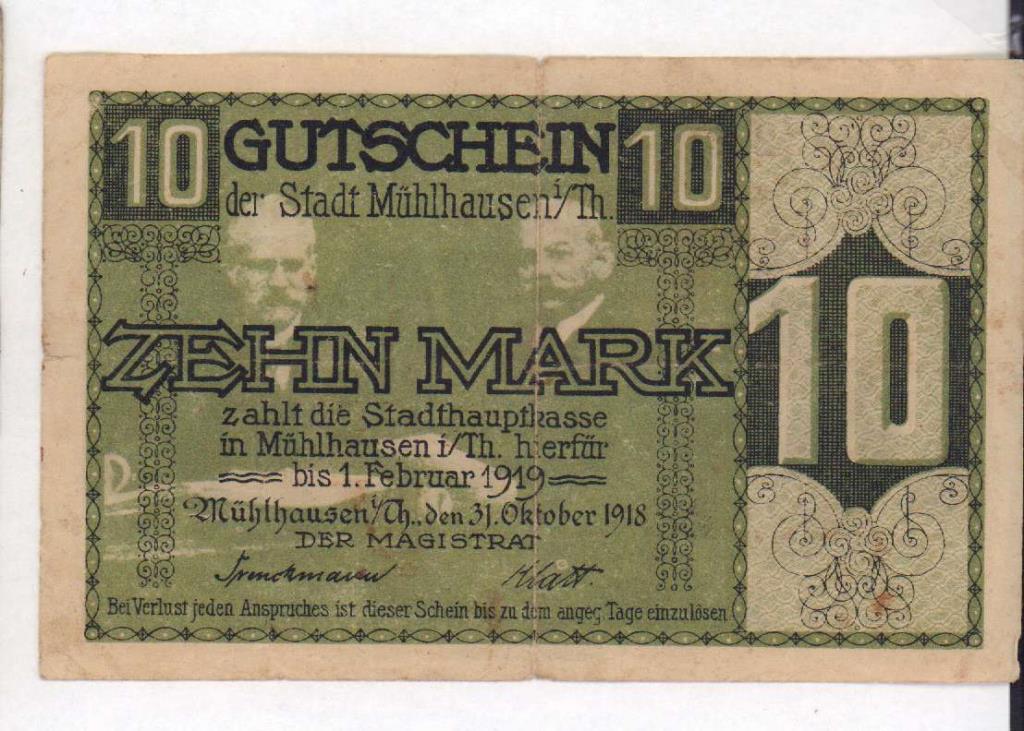 10 GUTSCHEIN 10
der Stadt Mühlhausen i/Th.
ZEHN MARK
10
zahlt die Stadthauptkasse
in Mühlhausen i/Th. hierfür
bis 1. Februar 1919
Mühlhausen i/Th., den 31. Oktober 1918
DER MAGISTRAT
Trenckmann
Bei Verlust jeden Anspruches ist dieser Schein bis zu dem angeg. Tage einzulösen